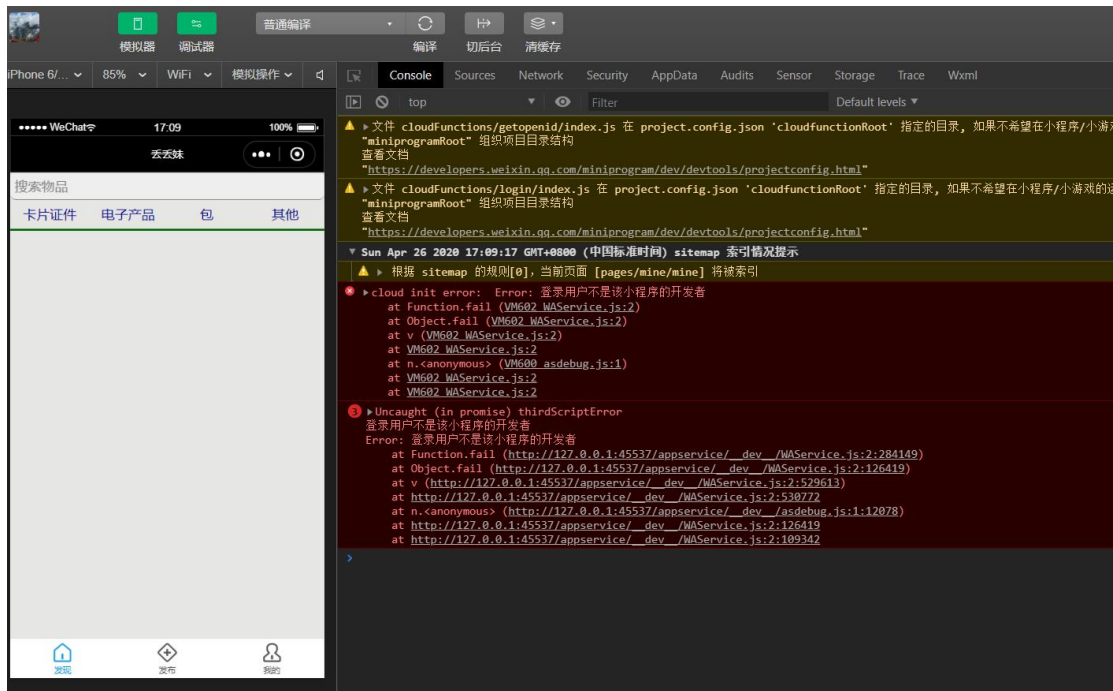 模拟器 调试器 普通编译 编译 切后台 清缓存
iPhone 6/... 85% WiFi 模拟操作
Console Sources Network Security AppData Audits Sensor Storage Trace Wxml
top Filter Default levels
WeChat 17:09 100%
丢丢妹
搜索物品
卡片证件 电子产品 包 其他
发现 发布 我的
文件 cloudFunctions/getopenid/index.js 在 project.config.json 'cloudfunctionRoot' 指定的目录, 如果不希望在小程序/小游
"miniprogramRoot" 组织项目目录结构
查看文档
"https://developers.weixin.qq.com/miniprogram/dev/devtools/projectconfig.html"
文件 cloudFunctions/login/index.js 在 project.config.json 'cloudfunctionRoot' 指定的目录, 如果不希望在小程序/小游戏的
"miniprogramRoot" 组织项目目录结构
查看文档
"https://developers.weixin.qq.com/miniprogram/dev/devtools/projectconfig.html"
Sun Apr 26 2020 17:09:17 GMT+0800 (中国标准时间) sitemap 索引情况提示
根据 sitemap 的规则[0], 当前页面 [pages/mine/mine] 将被索引
cloud init error: Error: 登录用户不是该小程序的开发者
at Function.fail (VM602 WAService.js:2)
at Object.fail (VM602 WAService.js:2)
at v (VM602 WAService.js:2)
at VM602 WAService.js:2
at n.<anonymous> (VM600 asdebug.js:1)
at VM602 WAService.js:2
at VM602 WAService.js:2
3 Uncaught (in promise) thirdScriptError
登录用户不是该小程序的开发者
Error: 登录用户不是该小程序的开发者
at Function.fail (http://127.0.0.1:45537/appservice/__dev__/WAService.js:2:284149)
at Object.fail (http://127.0.0.1:45537/appservice/__dev__/WAService.js:2:126419)
at v (http://127.0.0.1:45537/appservice/__dev__/WAService.js:2:529613)
at http://127.0.0.1:45537/appservice/__dev__/WAService.js:2:530772
at n.<anonymous> (http://127.0.0.1:45537/appservice/__dev__/asdebug.js:1:12078)
at http://127.0.0.1:45537/appservice/__dev__/WAService.js:2:126419
at http://127.0.0.1:45537/appservice/__dev__/WAService.js:2:109342